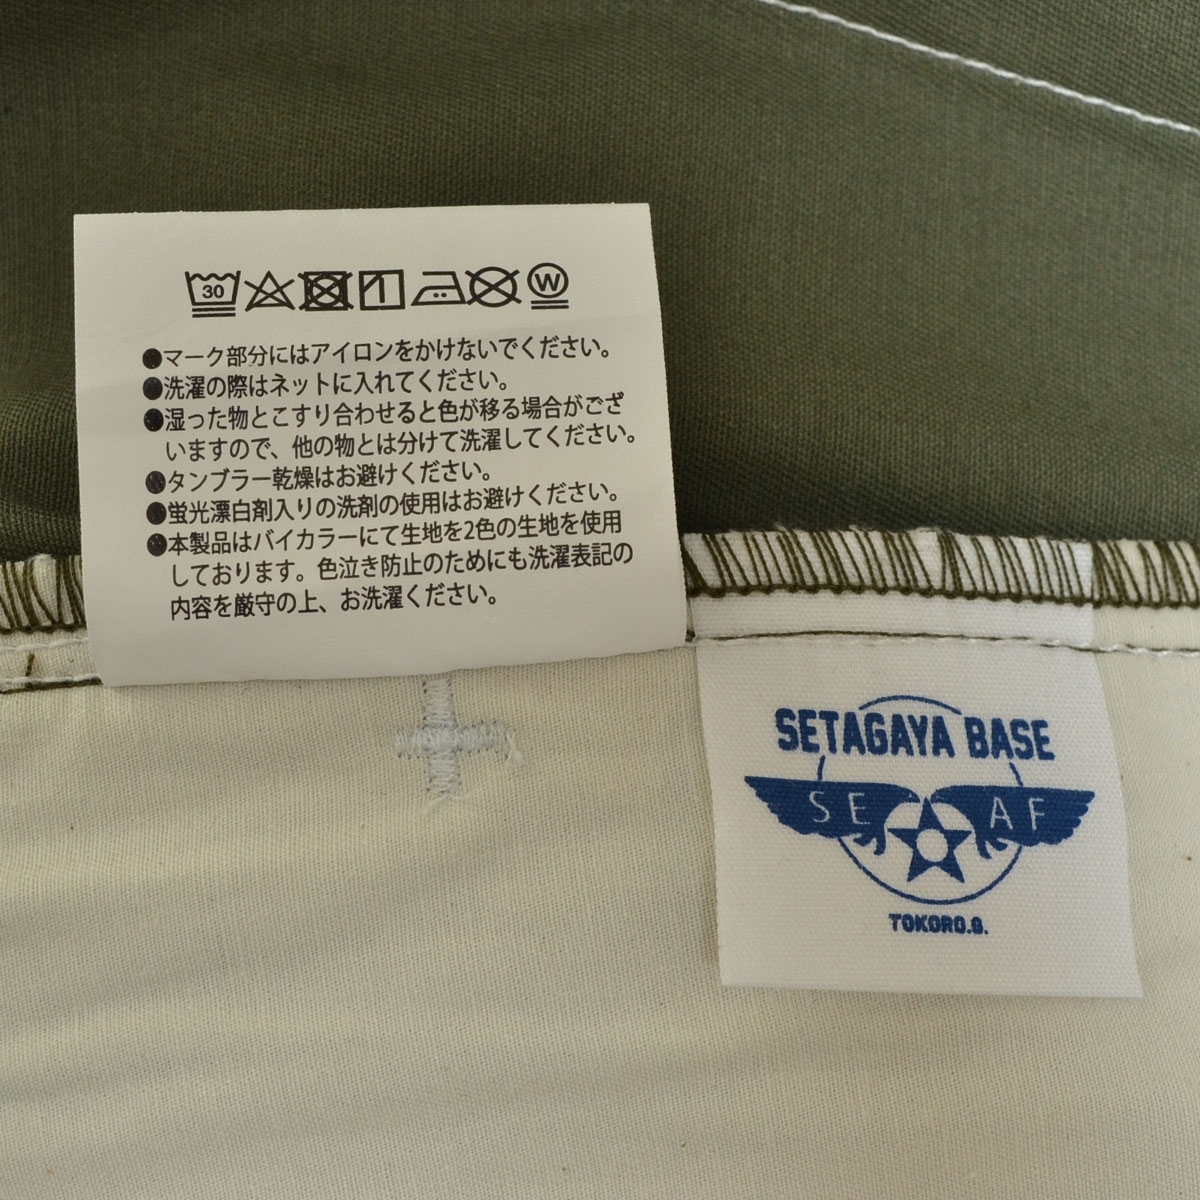 30 W
●マーク部分にはアイロンをかけないでください。
●洗濯の際はネットに入れてください。
●湿った物とこすり合わせると色が移る場合がござ
いますので、他の物とは分けて洗濯してください。
●タンブラー乾燥はお避けください。
●蛍光漂白剤入りの洗剤の使用はお避けください。
●本製品はバイカラーにて生地を2色の生地を使用
しております。色泣き防止のためにも洗濯表記の
内容を厳守の上、お洗濯ください。
SETAGAYA BASE
SE AF
TOKORO.G.